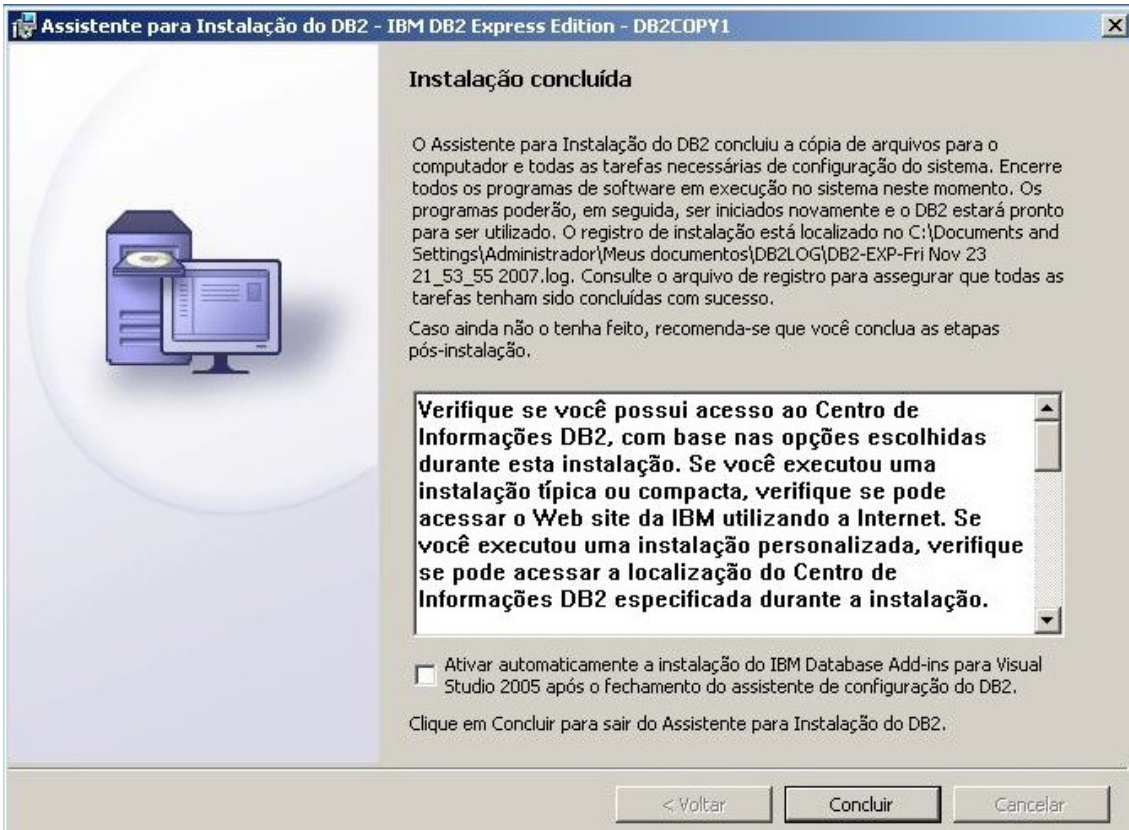 Assistente para Instalação do DB2 - IBM DB2 Express Edition - DB2COPY1
Instalação concluída
O Assistente para Instalação do DB2 concluiu a cópia de arquivos para o
computador e todas as tarefas necessárias de configuração do sistema. Encerre
todos os programas de software em execução no sistema neste momento. Os
programas poderão, em seguida, ser iniciados novamente e o DB2 estará pronto
para ser utilizado. O registro de instalação está localizado no C:\Documents and
Settings\Administrador\Meus documentos\DB2LOG\DB2-EXP-Fri Nov 23
21_53_55 2007.log. Consulte o arquivo de registro para assegurar que todas as
tarefas tenham sido concluídas com sucesso.
Caso ainda não o tenha feito, recomenda-se que você conclua as etapas
pós-instalação.
Verifique se você possui acesso ao Centro de
Informações DB2, com base nas opções escolhidas
durante esta instalação. Se você executou uma
instalação típica ou compacta, verifique se pode
acessar o Web site da IBM utilizando a Internet. Se
você executou uma instalação personalizada, verifique
se pode acessar a localização do Centro de
Informações DB2 especificada durante a instalação.
Ativar automaticamente a instalação do IBM Database Add-ins para Visual
Studio 2005 após o fechamento do assistente de configuração do DB2.
Clique em Concluir para sair do Assistente para Instalação do DB2.
< Voltar
Concluir
Cancelar